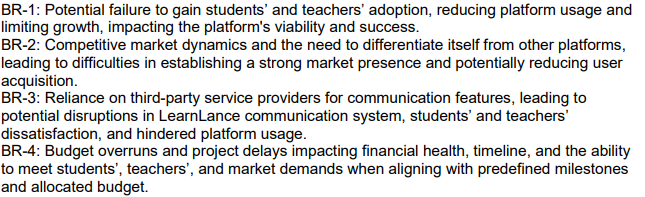 BR-1: Potential failure to gain students’ and teachers’ adoption, reducing platform usage and
limiting growth, impacting the platform's viability and success.
BR-2: Competitive market dynamics and the need to differentiate itself from other platforms,
leading to difficulties in establishing a strong market presence and potentially reducing user
acquisition.
BR-3: Reliance on third-party service providers for communication features, leading to
potential disruptions in LearnLance communication system, students’ and teachers’
dissatisfaction, and hindered platform usage.
BR-4: Budget overruns and project delays impacting financial health, timeline, and the ability
to meet students’, teachers’, and market demands when aligning with predefined milestones
and allocated budget.